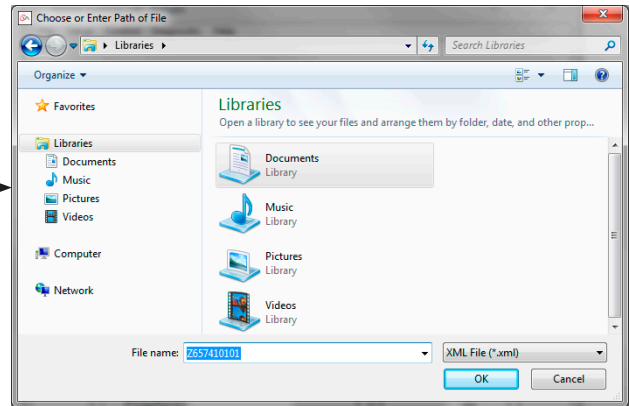 Choose or Enter Path of File
Libraries
Search Libraries
Organize
Favorites
Libraries
Documents
Music
Pictures
Videos
Computer
Network
Libraries
Open a library to see your files and arrange them by folder, date, and other prop...
Documents
Library
Music
Library
Pictures
Library
Videos
Library
File name: Z657410101
XML File (*.xml)
OK Cancel